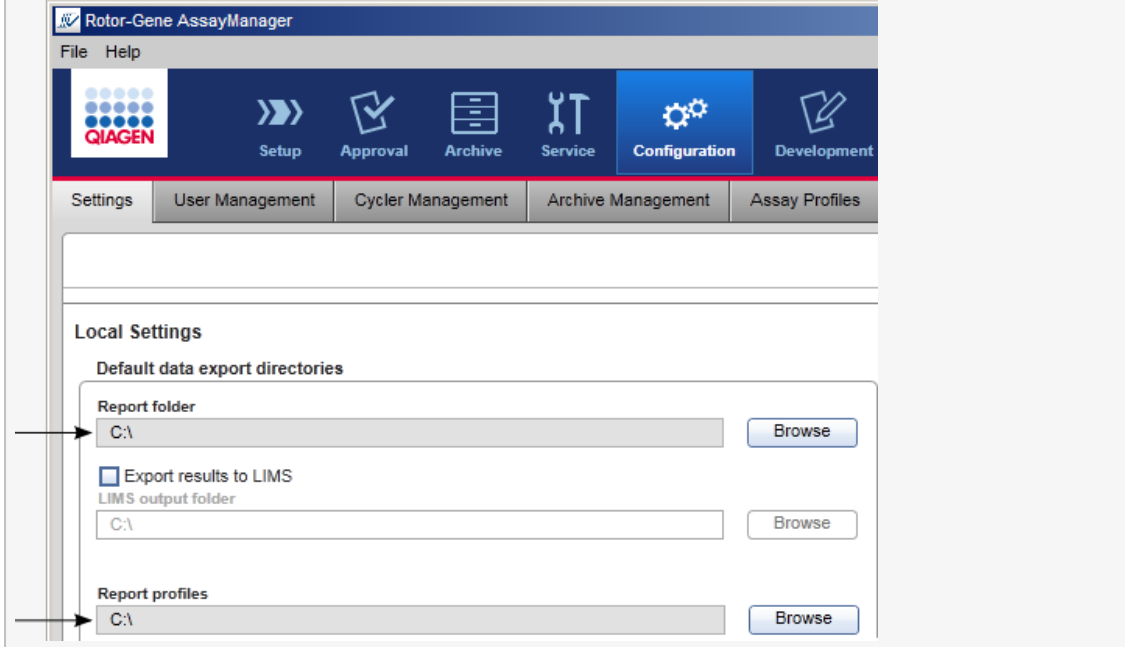 Rotor-Gene AssayManager
File Help
QIAGEN
Setup Approval Archive Service Configuration Development
Settings User Management Cycler Management Archive Management Assay Profiles
Local Settings
Default data export directories
Report folder
C:\ Browse
Export results to LIMS
LIMS output folder
C:\ Browse
Report profiles
C:\ Browse